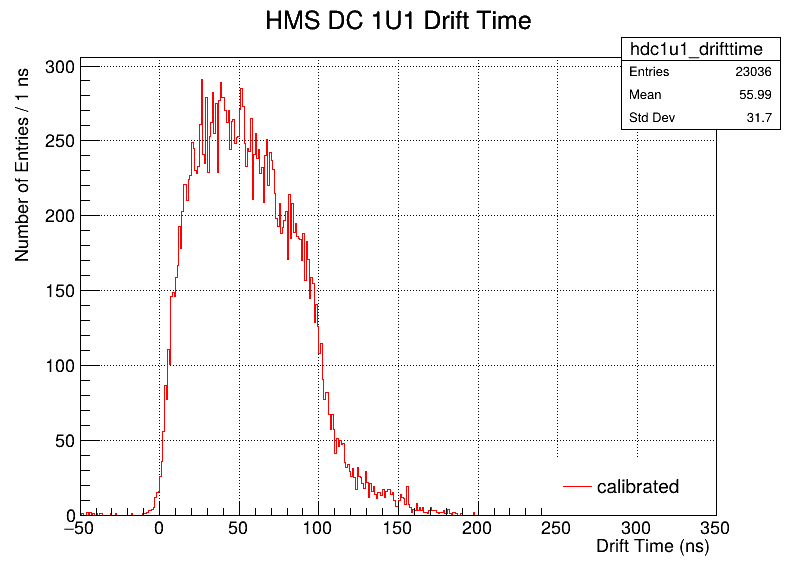 HMS DC 1U1 Drift Time
hdc1u1_drifttime
Entries 23036
Mean 55.99
Std Dev 31.7
Number of Entries / 1 ns
300
250
200
150
100
50
0
−50 0 50 100 150 200 250 300 350
Drift Time (ns)
calibrated